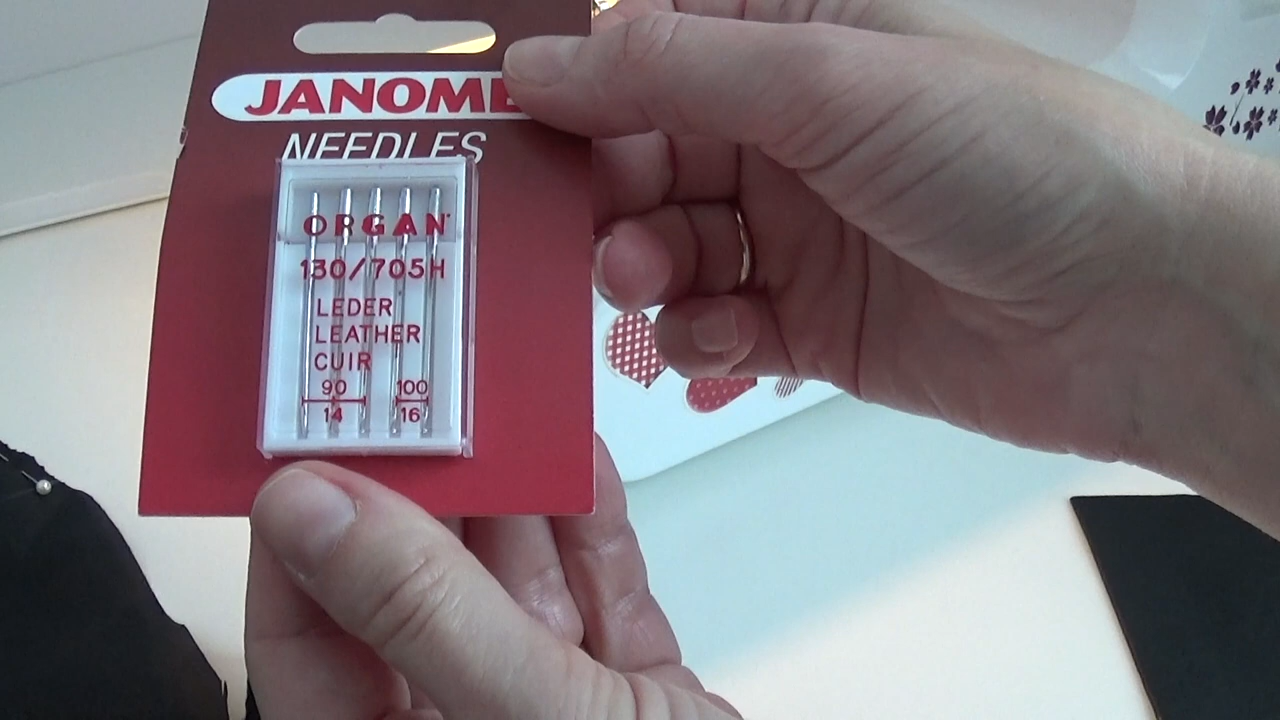 JANOME
NEEDLES
ORGAN
130/705H
LEDER
LEATHER
CUIR
90 100
14 16